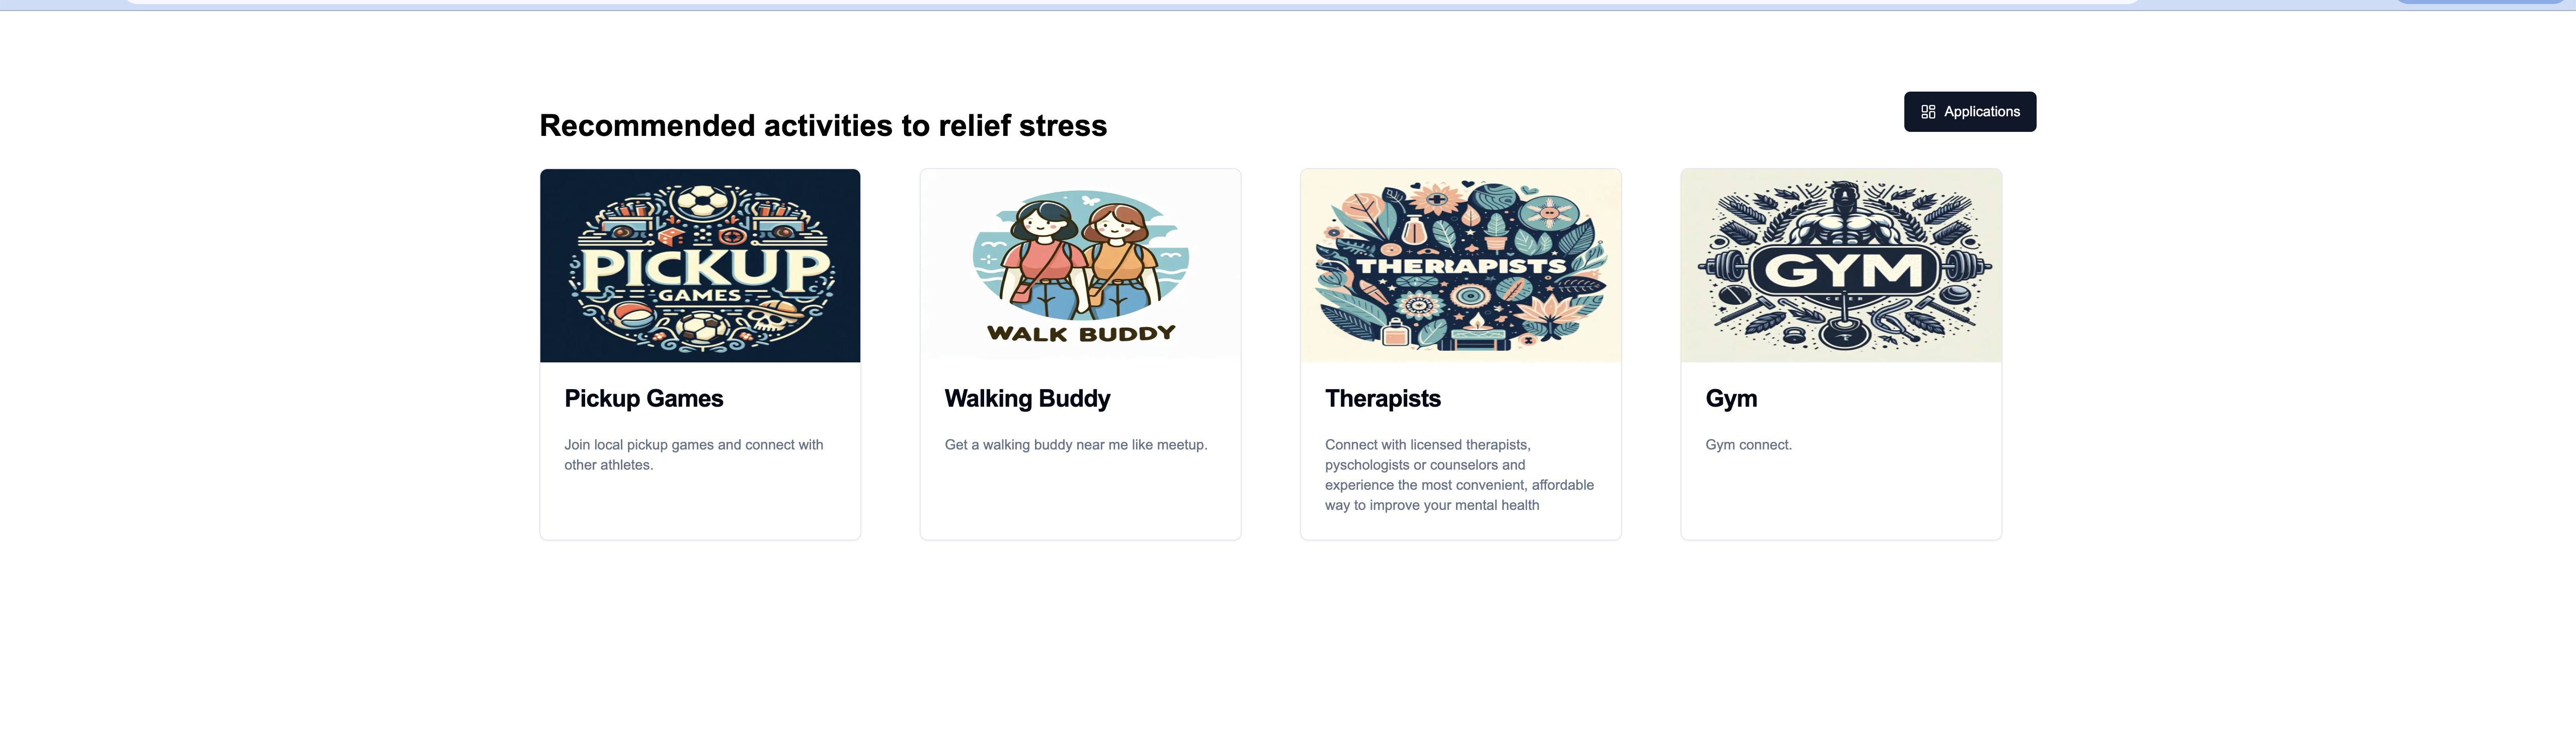 Recommended activities to relief stress
Applications
PICKUP
GAMES
WALK BUDDY
THERRAPISTS
GYM
Pickup Games
Walking Buddy
Therapists
Gym
Join local pickup games and connect with
other athletes.
Get a walking buddy near me like meetup.
Connect with licensed therapists,
pyschologists or counselors and
experience the most convenient, affordable
way to improve your mental health
Gym connect.